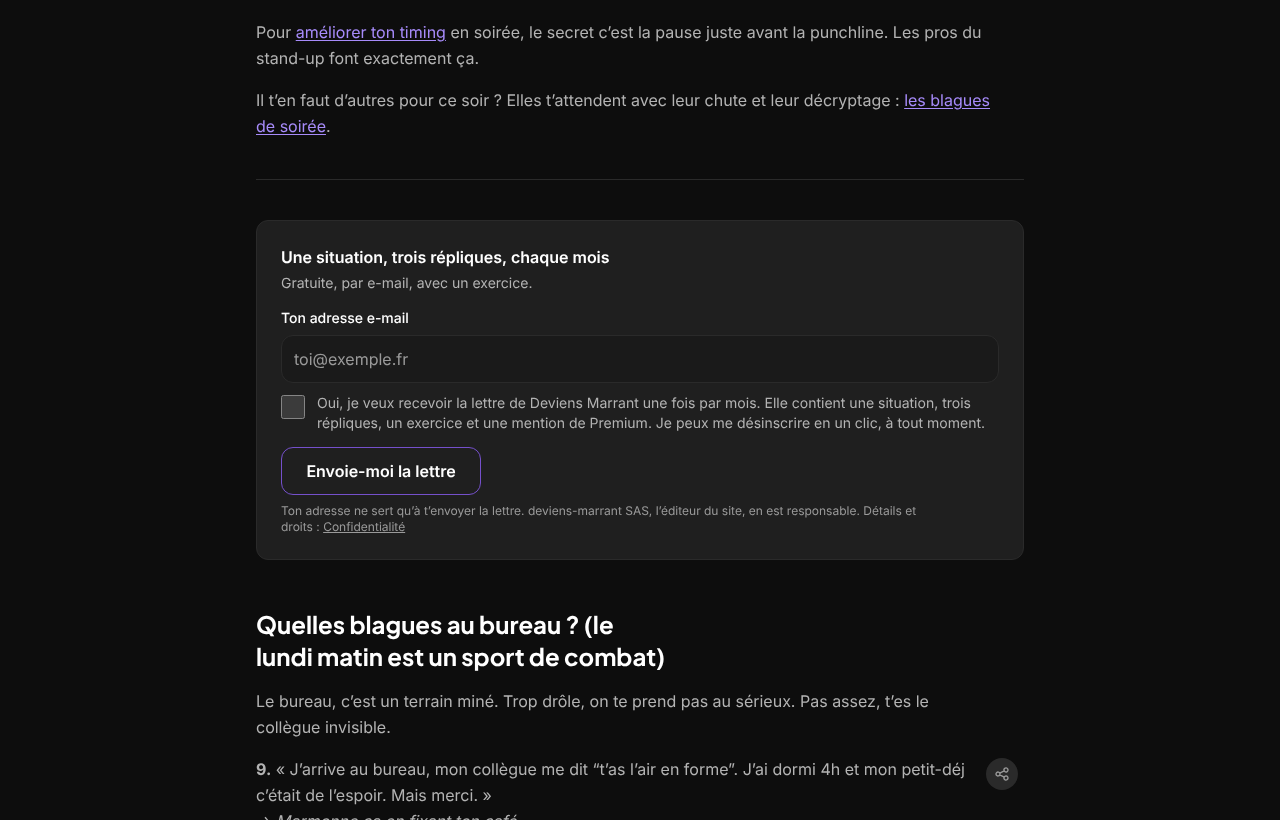 Pour améliorer ton timing en soirée, le secret c’est la pause juste avant la punchline. Les pros du
stand-up font exactement ça.
Il t’en faut d’autres pour ce soir ? Elles t’attendent avec leur chute et leur décryptage : les blagues
de soirée.
Une situation, trois répliques, chaque mois
Gratuite, par e-mail, avec un exercice.
Ton adresse e-mail
toi@exemple.fr
Oui, je veux recevoir la lettre de Deviens Marrant une fois par mois. Elle contient une situation, trois
répliques, un exercice et une mention de Premium. Je peux me désinscrire en un clic, à tout moment.
Envoie-moi la lettre
Ton adresse ne sert qu’à t’envoyer la lettre. deviens-marrant SAS, l’éditeur du site, en est responsable. Détails et
droits : Confidentialité
Quelles blagues au bureau ? (le
lundi matin est un sport de combat)
Le bureau, c’est un terrain miné. Trop drôle, on te prend pas au sérieux. Pas assez, t’es le
collègue invisible.
9. « J’arrive au bureau, mon collègue me dit “t’as l’air en forme”. J’ai dormi 4h et mon petit-déj
c’était de l’espoir. Mais merci. »